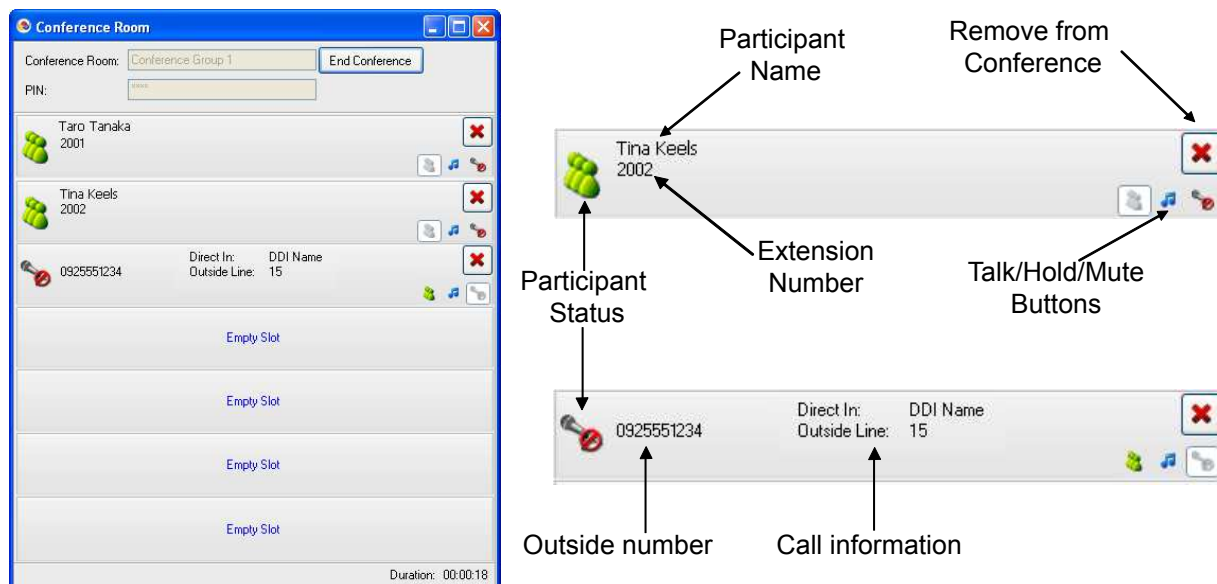 Conference Room
Conference Room: Conference Group 1 End Conference
PIN: ****
Taro Tanaka
2001
Tina Keels
2002
0925551234 Direct In: DDI Name
Outside Line: 15
Empty Slot
Empty Slot
Empty Slot
Empty Slot
Duration: 00:00:18
Participant
Name
Remove from
Conference
Tina Keels
2002
Participant
Status
Extension
Number
Talk/Hold/Mute
Buttons
0925551234 Direct In: DDI Name
Outside Line: 15
Outside number
Call information